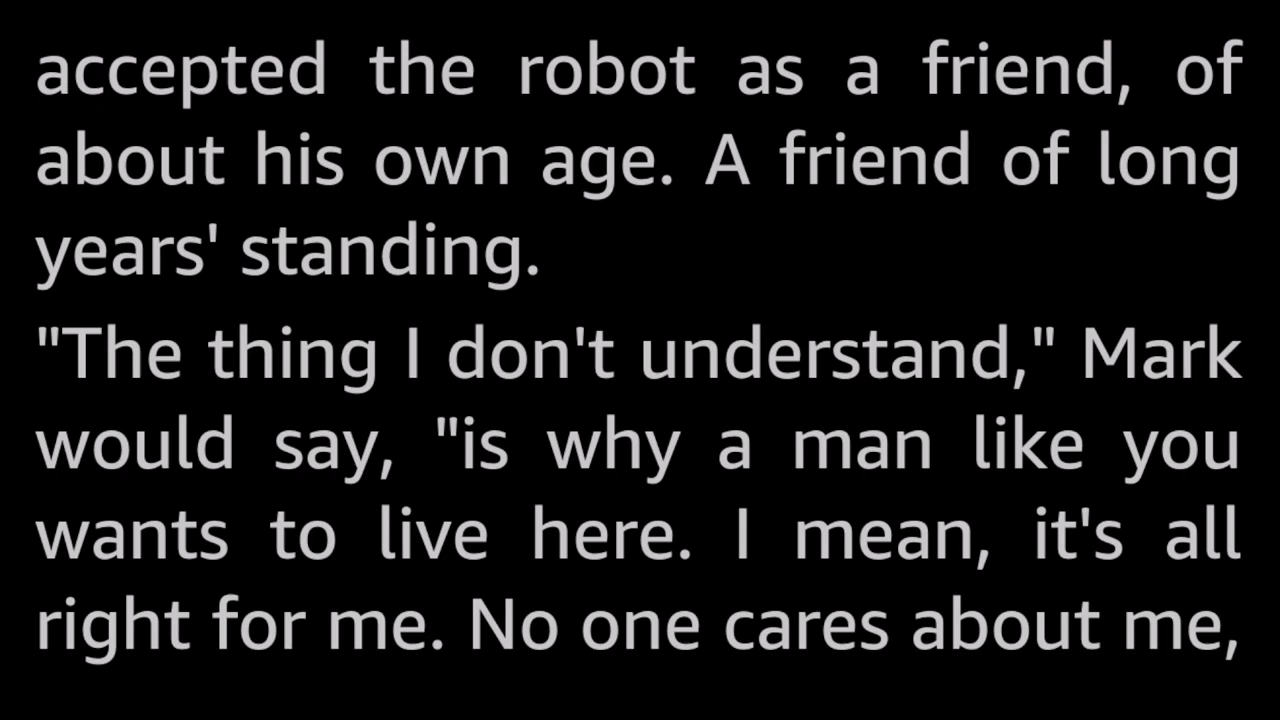 accepted the robot as a friend, of
about his own age. A friend of long
years' standing.
"The thing I don't understand," Mark
would say, "is why a man like you
wants to live here. I mean, it's all
right for me. No one cares about me,